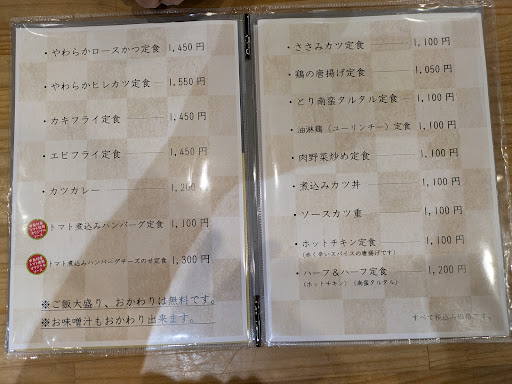 ・やわらかロースかつ定食 1,450円
・やわらかヒレカツ定食 1,550円
・カキフライ定食 1,450円
・エビフライ定食 1,450円
・カツカレー 1,200円
トマト煮込みハンバーグ定食 1,100円
トマト煮込みハンバーグチーズのせ定食 1,300円
※ご飯大盛り、おかわりは無料です。
※お味噌汁もおかわり出来ます。
・ささみカツ定食 1,100円
・鶏の唐揚げ定食 1,050円
・とり南蛮タルタル定食 1,100円
・油淋鶏（ユーリンチー）定食 1,100円
・肉野菜炒め定食 1,100円
・煮込みカツ丼 1,100円
・ソースカツ重 1,100円
・ホットチキン定食 1,100円
（赤く辛いスパイスの唐揚げです）
・ハーフ＆ハーフ定食 1,200円
（ホットチキン）（南蛮タルタル）
すべて税込み価格です。